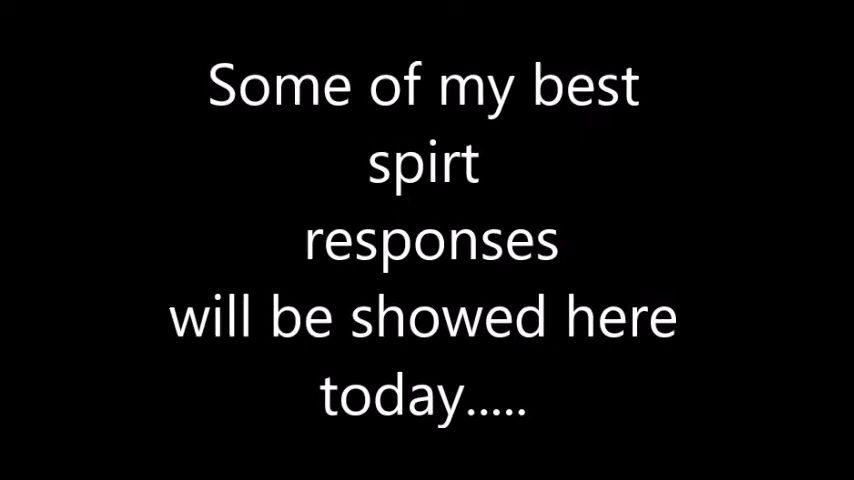 Some of my best
spirt
responses
will be showed here
today.....